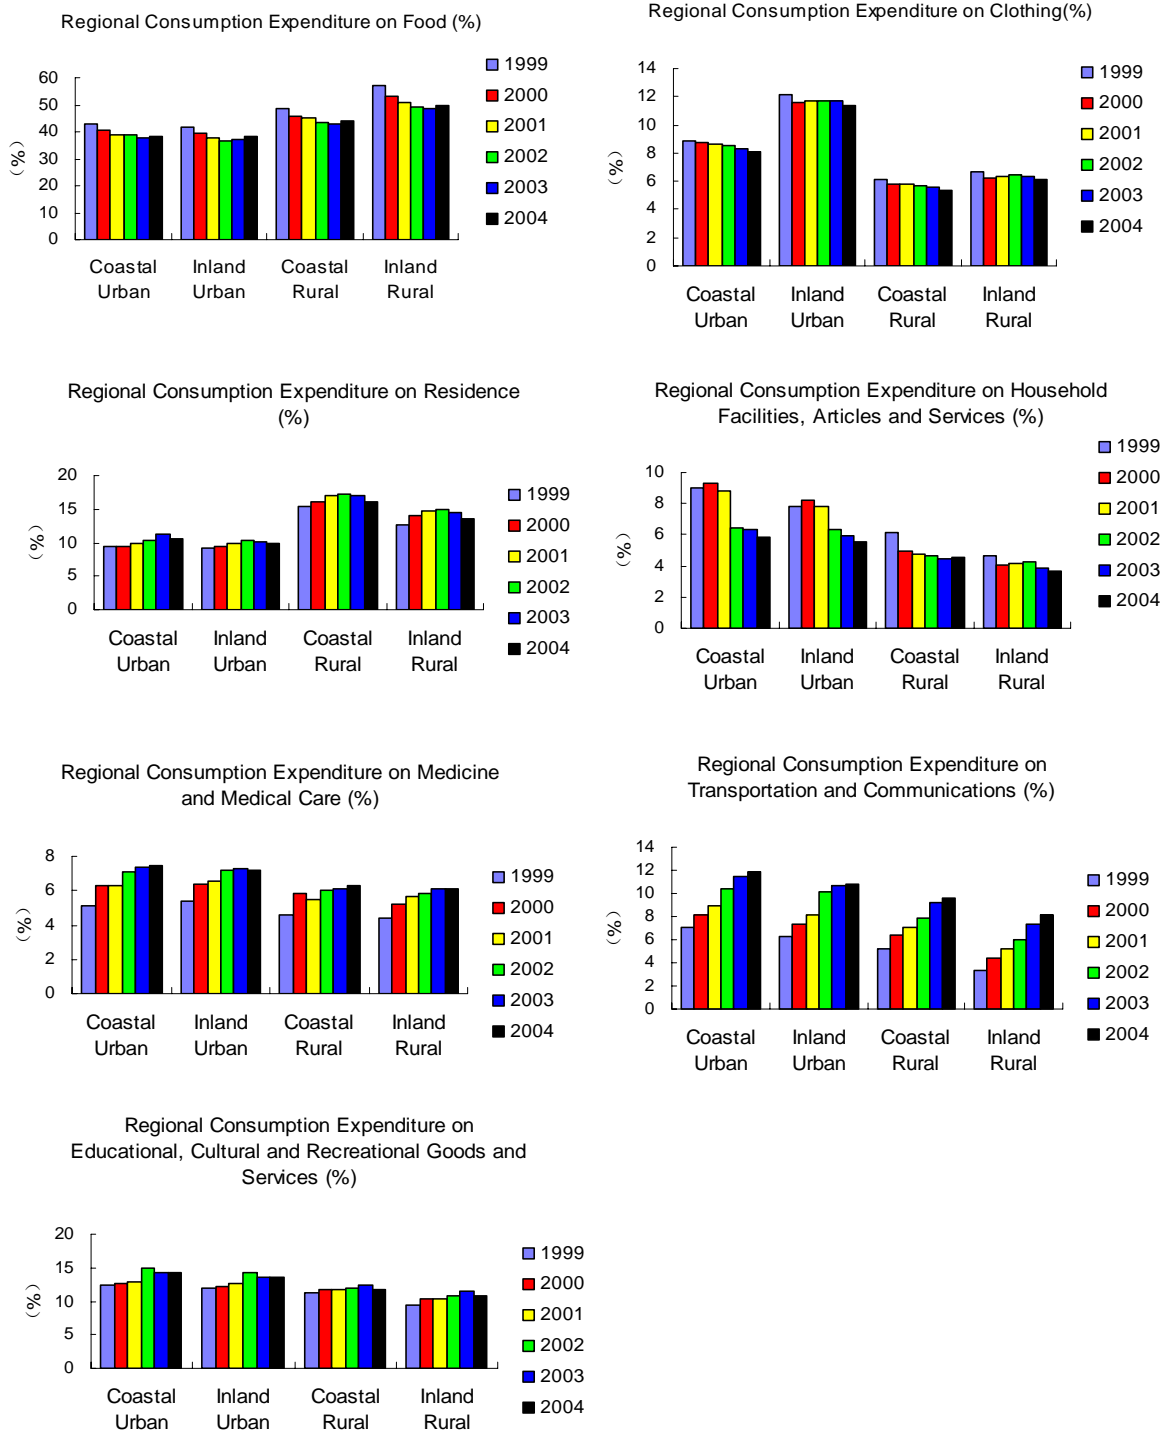 Regional Consumption Expenditure on Food (%)
60
50
40
30
20
10
0
(%)
Coastal Urban
Inland Urban
Coastal Rural
Inland Rural
1999
2000
2001
2002
2003
2004
Regional Consumption Expenditure on Clothing(%)
14
12
10
8
6
4
2
0
(%)
Coastal Urban
Inland Urban
Coastal Rural
Inland Rural
1999
2000
2001
2002
2003
2004
Regional Consumption Expenditure on Residence
(%)
20
15
10
5
0
(%)
Coastal Urban
Inland Urban
Coastal Rural
Inland Rural
1999
2000
2001
2002
2003
2004
Regional Consumption Expenditure on Household
Facilities, Articles and Services (%)
10
8
6
4
2
0
(%)
Coastal Urban
Inland Urban
Coastal Rural
Inland Rural
1999
2000
2001
2002
2003
2004
Regional Consumption Expenditure on Medicine
and Medical Care (%)
8
6
4
2
0
(%)
Coastal Urban
Inland Urban
Coastal Rural
Inland Rural
1999
2000
2001
2002
2003
2004
Regional Consumption Expenditure on
Transportation and Communications (%)
14
12
10
8
6
4
2
0
(%)
Coastal Urban
Inland Urban
Coastal Rural
Inland Rural
1999
2000
2001
2002
2003
2004
Regional Consumption Expenditure on
Educational, Cultural and Recreational Goods and
Services (%)
20
15
10
5
0
(%)
Coastal Urban
Inland Urban
Coastal Rural
Inland Rural
1999
2000
2001
2002
2003
2004